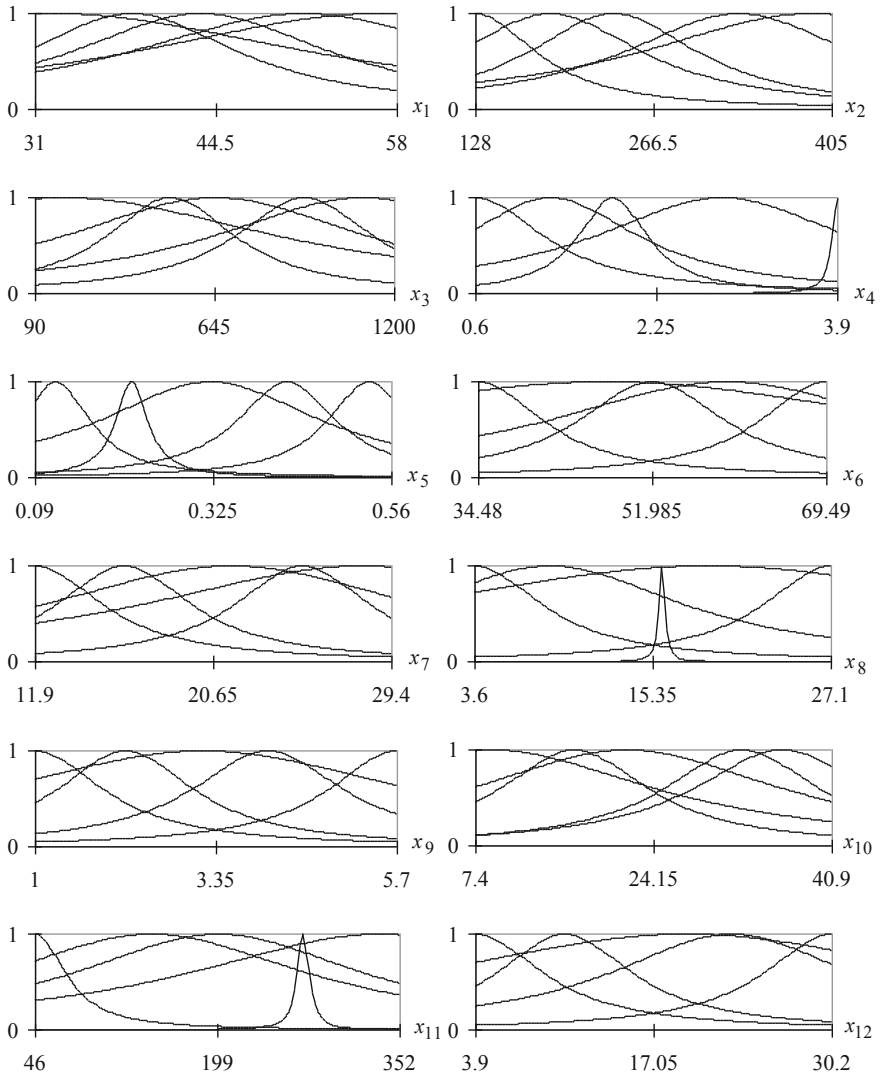 1 1
0 x1 0 x2
31 44.5 58 128 266.5 405
1 1
0 x3 0 x4
90 645 1200 0.6 2.25 3.9
1 1
0 x5 0 x6
0.09 0.325 0.56 34.48 51.985 69.49
1 1
0 x7 0 x8
11.9 20.65 29.4 3.6 15.35 27.1
1 1
0 x9 0 x10
1 3.35 5.7 7.4 24.15 40.9
1 1
0 x11 0 x12
46 199 352 3.9 17.05 30.2